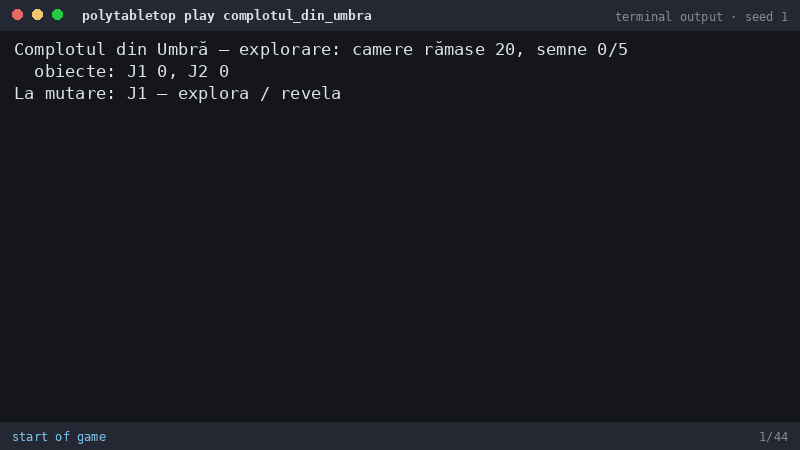 polytabletop play complotul_din_umbra
terminal output · seed 1
Complotul din Umbră — explorare: camere rămase 20, semne 0/5
obiecte: J1 0, J2 0
La mutare: J1 — explora / revela
start of game
1/44